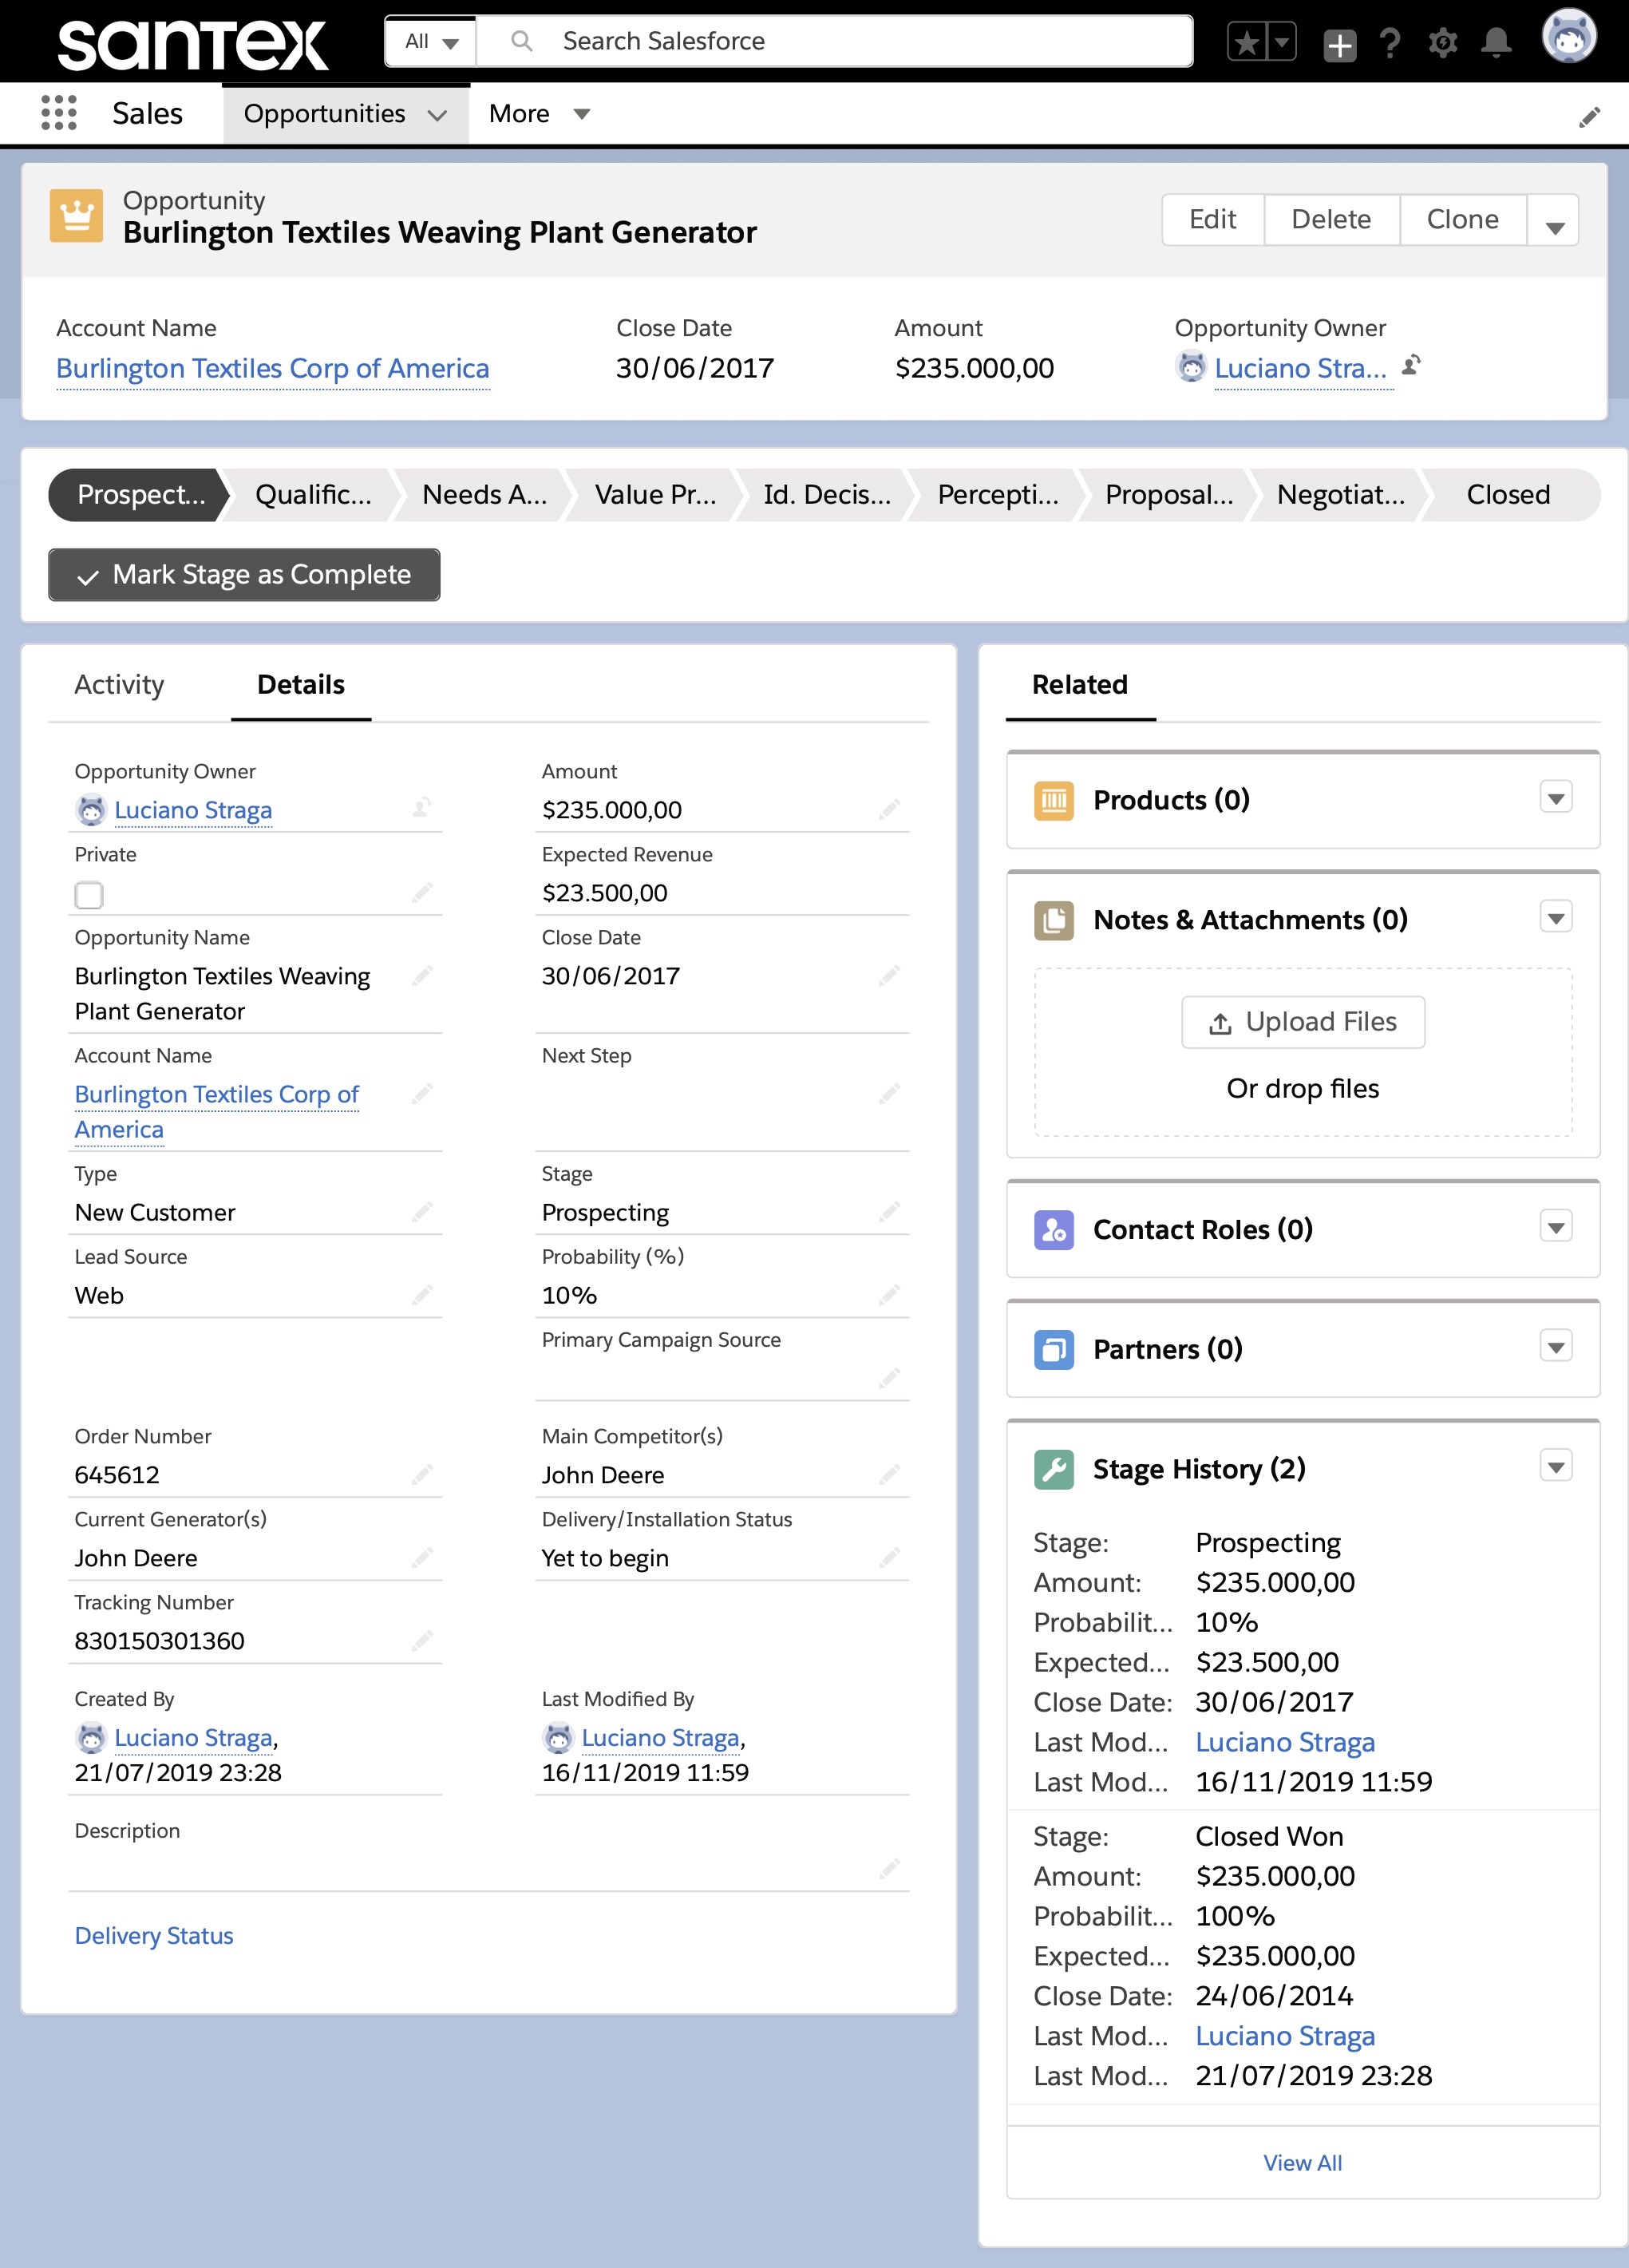 santex
All
Search Salesforce
Sales
Opportunities
More
Opportunity
Burlington Textiles Weaving Plant Generator
Edit
Delete
Clone
Account Name
Burlington Textiles Corp of America
Close Date
30/06/2017
Amount
$235.000,00
Opportunity Owner
Luciano Stra...
Prospect...
Qualific...
Needs A...
Value Pr...
Id. Decis...
Percepti...
Proposal...
Negotiat...
Closed
Mark Stage as Complete
Activity
Details
Opportunity Owner
Luciano Straga
Amount
$235.000,00
Private
Expected Revenue
$23.500,00
Opportunity Name
Burlington Textiles Weaving
Plant Generator
Close Date
30/06/2017
Account Name
Burlington Textiles Corp of
America
Next Step
Type
New Customer
Stage
Prospecting
Lead Source
Web
Probability (%)
10%
Primary Campaign Source
Order Number
645612
Main Competitor(s)
John Deere
Current Generator(s)
John Deere
Delivery/Installation Status
Yet to begin
Tracking Number
830150301360
Created By
Luciano Straga,
21/07/2019 23:28
Last Modified By
Luciano Straga,
16/11/2019 11:59
Description
Delivery Status
Related
Products (0)
Notes & Attachments (0)
Upload Files
Or drop files
Contact Roles (0)
Partners (0)
Stage History (2)
Stage: Prospecting
Amount: $235.000,00
Probabilit... 10%
Expected... $23.500,00
Close Date: 30/06/2017
Last Mod... Luciano Straga
Last Mod... 16/11/2019 11:59
Stage: Closed Won
Amount: $235.000,00
Probabilit... 100%
Expected... $235.000,00
Close Date: 24/06/2014
Last Mod... Luciano Straga
Last Mod... 21/07/2019 23:28
View All